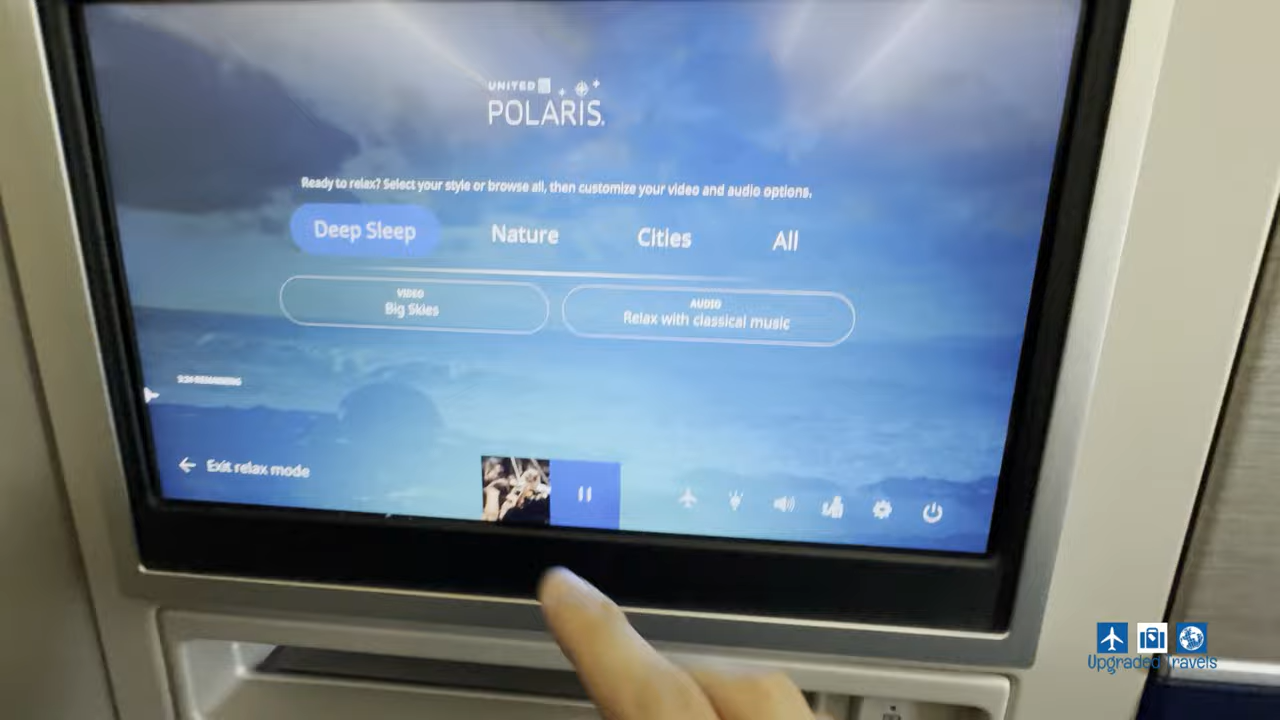 UNITED
POLARIS.
Ready to relax? Select your style or browse all, then customize your video and audio options.
Deep Sleep Nature Cities All
VIDEO
Big Skies
AUDIO
Relax with classical music
REMAINING
Exit relax mode
Upgraded Travels